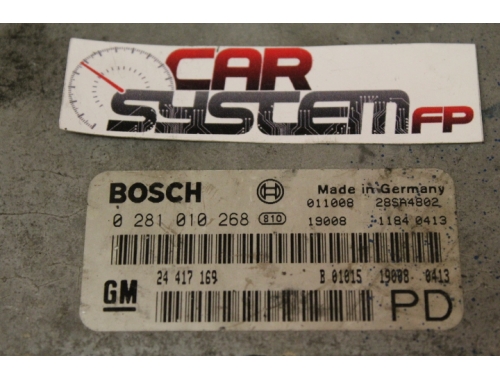 CAR
SYSTEM FP
BOSCH Made in Germany
011008 28SA4802
0 281 010 268 810 19008 1184 0413
24 417 169 B 01015 19008 0413
GM PD